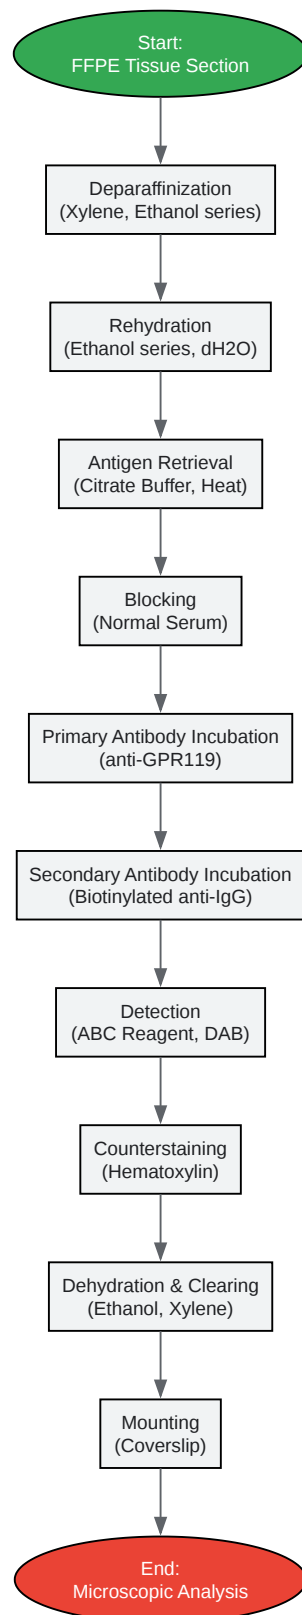 Start:
FFPE Tissue Section
Deparaffinization
(Xylene, Ethanol series)
Rehydration
(Ethanol series, dH2O)
Antigen Retrieval
(Citrate Buffer, Heat)
Blocking
(Normal Serum)
Primary Antibody Incubation
(anti-GPR119)
Secondary Antibody Incubation
(Biotinylated anti-IgG)
Detection
(ABC Reagent, DAB)
Counterstaining
(Hematoxylin)
Dehydration & Clearing
(Ethanol, Xylene)
Mounting
(Coverslip)
End:
Microscopic Analysis